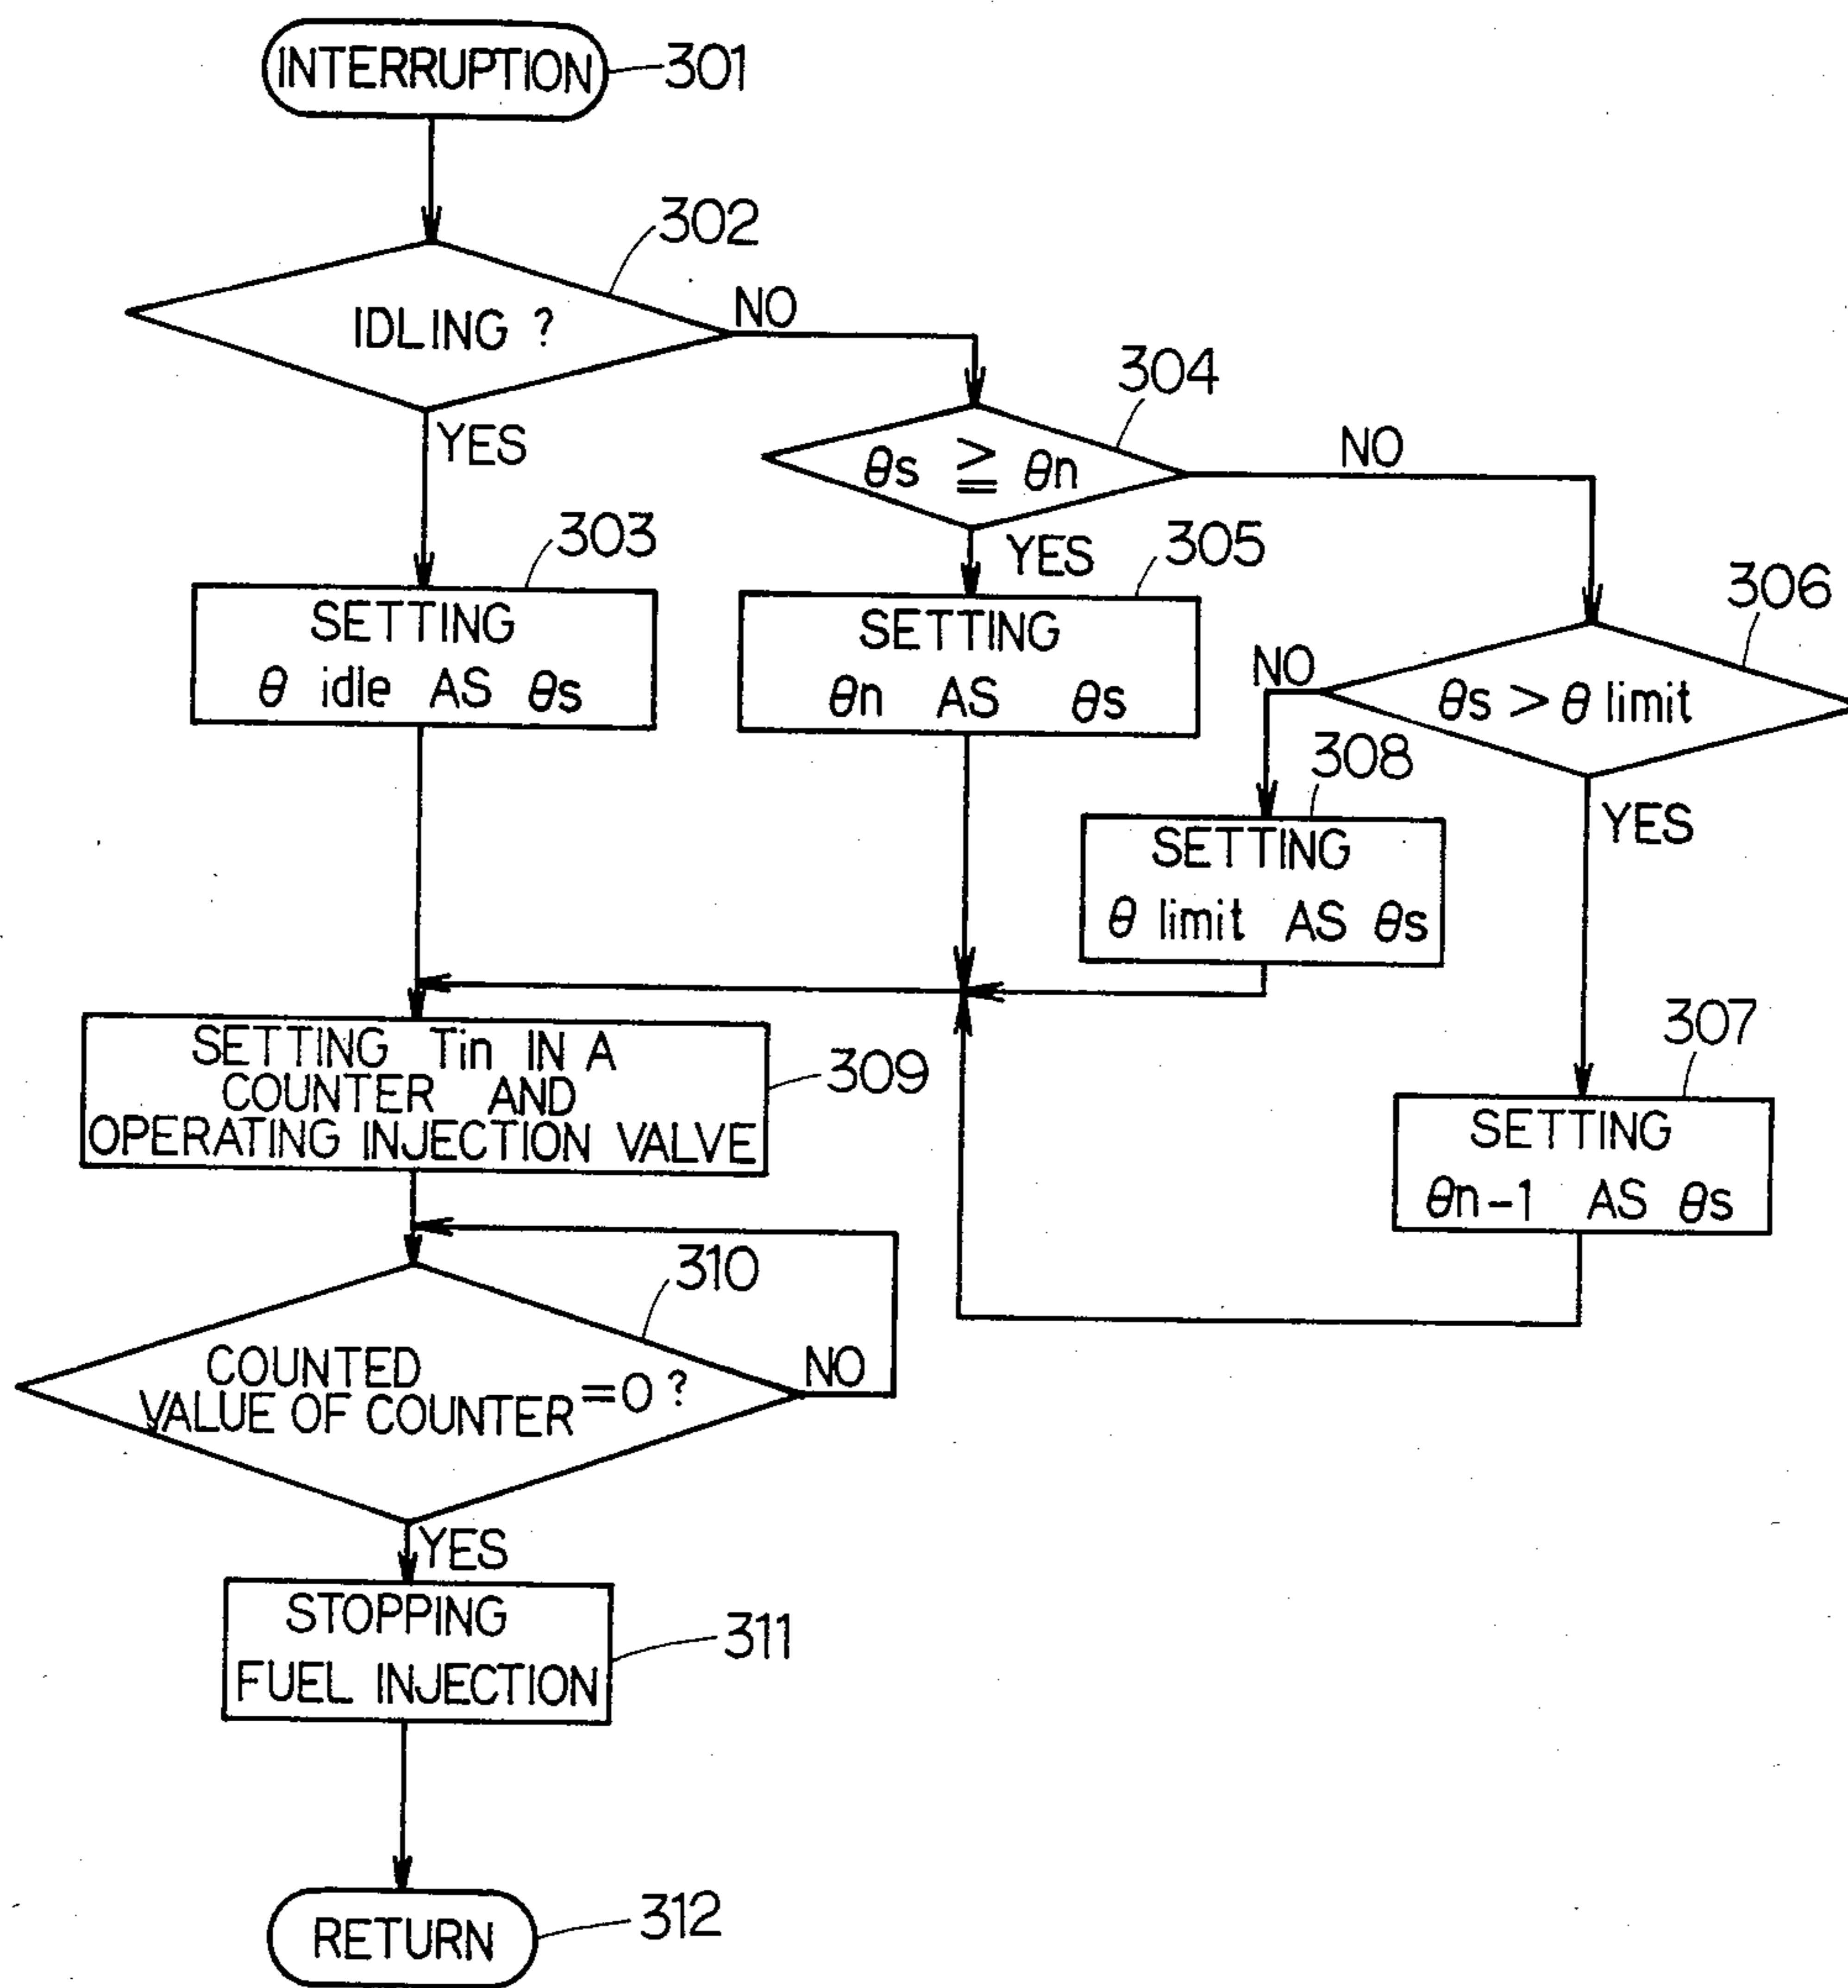 INTERRUPTION
301
302
IDLING ?
NO
YES
304
θs ≧ θn
NO
YES
303
SETTING
θ idle AS θs
305
SETTING
θn AS θs
306
θs > θ limit
NO
YES
308
SETTING
θ limit AS θs
307
SETTING
θn-1 AS θs
SETTING Tin IN A
COUNTER AND
OPERATING INJECTION VALVE
309
310
COUNTED
VALUE OF COUNTER =0 ?
NO
YES
STOPPING
FUEL INJECTION
311
RETURN
312